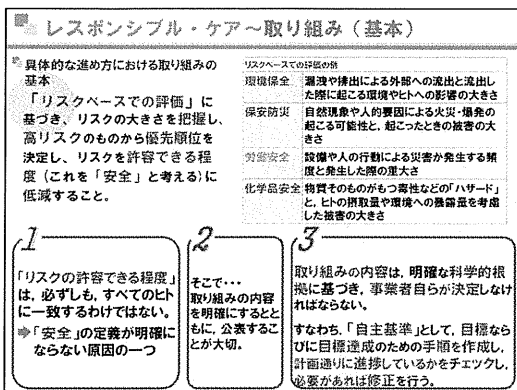 レスポンシブル・ケア～取り組み（基本）
具体的な進め方における取り組みの
基本
「リスクベースでの評価」に
基づき、リスクの大きさを把握し、
高リスクのものから優先順位を
決定し、リスクを許容できる程
度（これを「安全」と考える）に
低減すること。
リスクベースでの評価の例
環境保全 漏洩や排出による外部への流出と流出し
た際に起こる環境やヒトへの影響の大きさ
保安防災 自然現象や人的要因による火災・爆発の
起こる可能性と、起こったときの被害の大
きさ
労働安全 設備や人の行動による災害が発生する頻
度と発生した際の重大さ
化学品安全 物質そのものがもつ毒性などの「ハザード」
と、ヒトの摂取量や環境への暴露量を考慮
した被害の大きさ
1
「リスクの許容できる程度」
は、必ずしも、すべてのヒト
に一致するわけではない。
➡「安全」の定義が明確に
ならない原因の一つ
2
そこで・・・
取り組みの内容
を明確にするとと
もに、公表するこ
とが大切。
3
取り組みの内容は、明確な科学的根
拠に基づき、事業者自らが決定しなけ
ればならない。
すなわち、「自主基準」として、目標なら
びに目標達成のための手順を作成し、
計画通りに進捗しているかをチェックし、
必要があれば修正を行う。